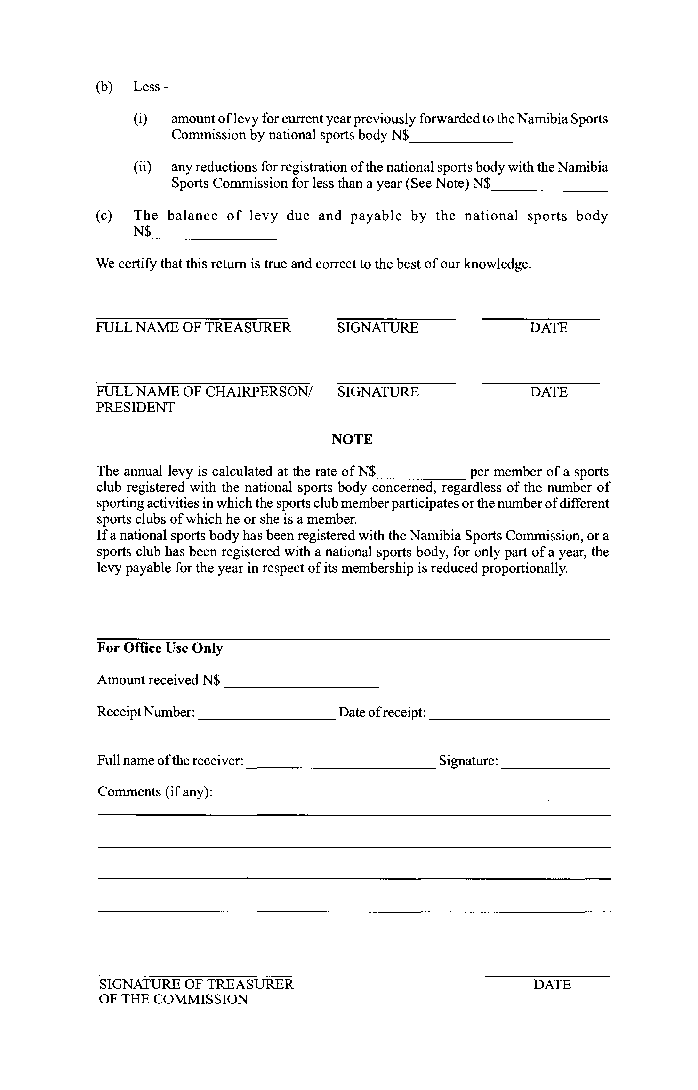 (b) Less -
(i) amount of levy for current year previously forwarded to the Namibia Sports
Commission by national sports body N$______________
(ii) any reductions for registration of the national sports body with the Namibia
Sports Commission for less than a year (See Note) N$______ ______
(c) The balance of levy due and payable by the national sports body
N$_ ____________
We certify that this return is true and correct to the best of our knowledge.
FULL NAME OF TREASURER SIGNATURE DATE
FULL NAME OF CHAIRPERSON/ SIGNATURE DATE
PRESIDENT
NOTE
The annual levy is calculated at the rate of N$____________ per member of a sports
club registered with the national sports body concerned, regardless of the number of
sporting activities in which the sports club member participates or the number of different
sports clubs of which he or she is a member.
If a national sports body has been registered with the Namibia Sports Commission, or a
sports club has been registered with a national sports body, for only part of a year, the
levy payable for the year in respect of its membership is reduced proportionally.
For Office Use Only
Amount received N$ ____________________
Receipt Number: __________________ Date of receipt: ________________________
Full name of the receiver: ________________________ Signature: ______________
Comments (if any):
SIGNATURE OF TREASURER DATE
OF THE COMMISSION